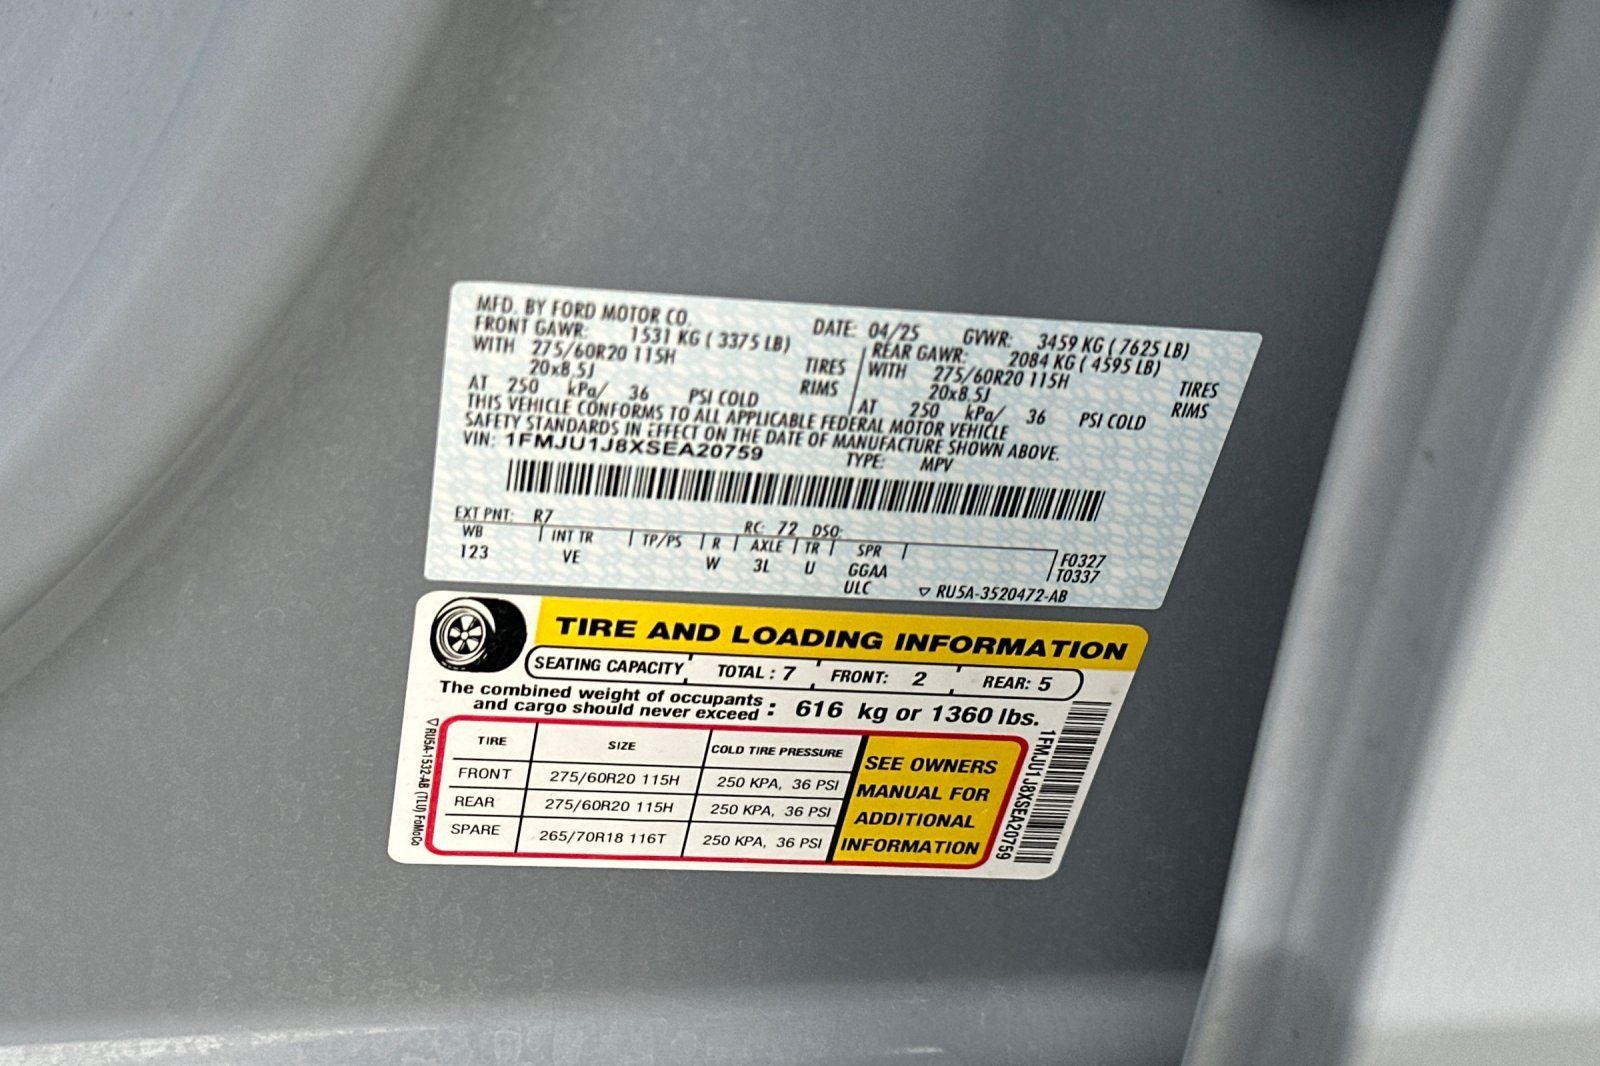 MFD. BY FORD MOTOR CO. DATE: 04/25 GVWR: 3459 KG ( 7625 LB)
FRONT GAWR: 1531 KG ( 3375 LB) REAR GAWR: 2084 KG ( 4595 LB)
WITH 275/60R20 115H TIRES WITH 275/60R20 115H TIRES
20x8.5J RIMS 20x8.5J RIMS
AT 250 kPa/ 36 PSI COLD AT 250 kPa/ 36 PSI COLD
THIS VEHICLE CONFORMS TO ALL APPLICABLE FEDERAL MOTOR VEHICLE
SAFETY STANDARDS IN EFFECT ON THE DATE OF MANUFACTURE SHOWN ABOVE.
VIN: 1FMJU1J8XSEA20759 TYPE: MPV
EXT PNT: R7 RC: 72 DSO:
WB INT TR TP/PS R AXLE TR SPR F0327
123 VE W 3L U GGAA T0337
ULC ▽ RU5A-3520472-AB
TIRE AND LOADING INFORMATION
SEATING CAPACITY TOTAL : 7 FRONT: 2 REAR: 5
The combined weight of occupants
and cargo should never exceed : 616 kg or 1360 lbs.
TIRE SIZE COLD TIRE PRESSURE
FRONT 275/60R20 115H 250 KPA, 36 PSI
REAR 275/60R20 115H 250 KPA, 36 PSI
SPARE 265/70R18 116T 250 KPA, 36 PSI
SEE OWNERS
MANUAL FOR
ADDITIONAL
INFORMATION
▽ RU5A-1532-AB (TLU) FoMoCo
1FMJU1J8XSEA20759